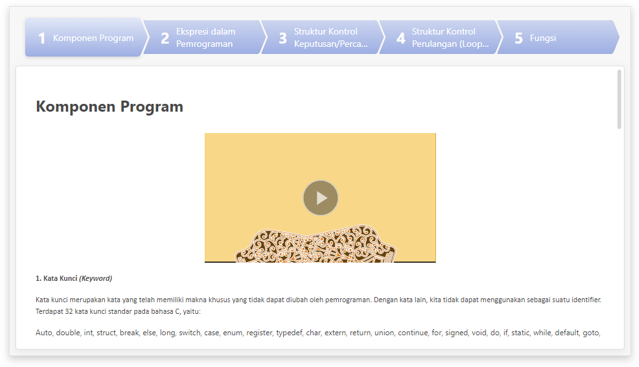 1 Komponen Program
2 Ekspresi dalam
Pemrograman
3 Struktur Kontrol
Keputusan/Perca...
4 Struktur Kontrol
Perulangan (Loop...
5 Fungsi
Komponen Program
1. Kata Kunci (Keyword)
Kata kunci merupakan kata yang telah memiliki makna khusus yang tidak dapat diubah oleh pemrograman. Dengan kata lain, kita tidak dapat menggunakan sebagai suatu identifier.
Terdapat 32 kata kunci standar pada bahasa C, yaitu:
Auto, double, int, struct, break, else, long, switch, case, enum, register, typedef, char, extern, return, union, continue, for, signed, void, do, if, static, while, default, goto,